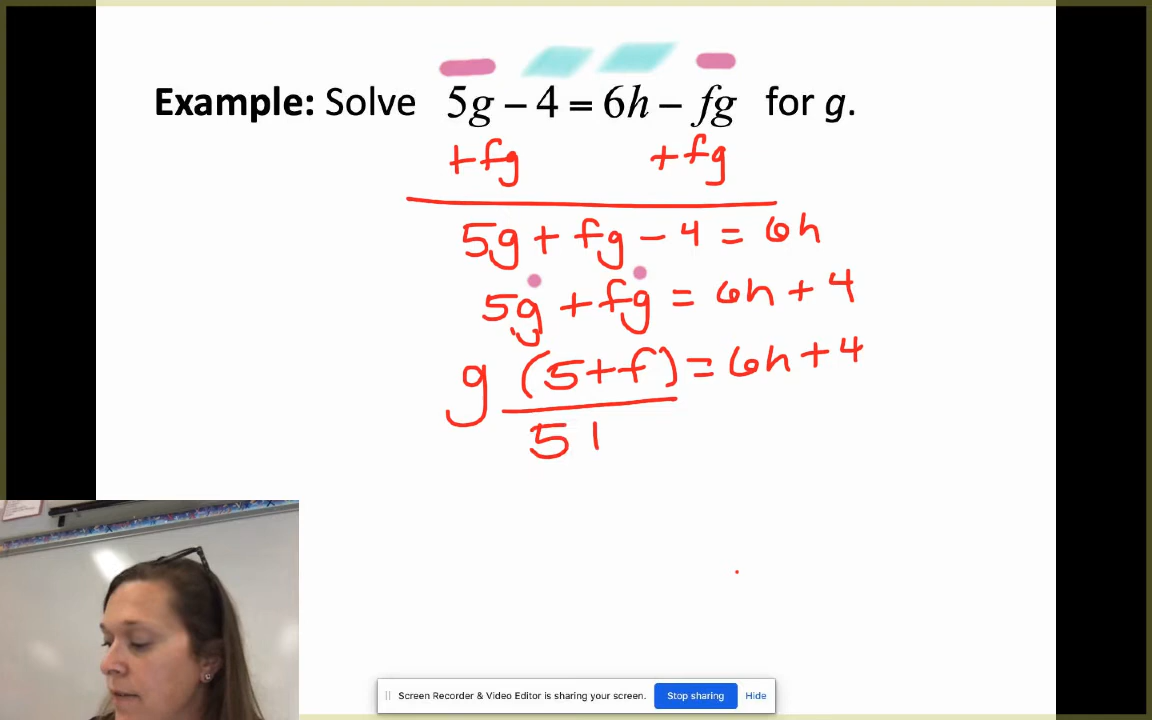 Example: Solve 5g − 4 = 6h − fg for g.
+fg +fg
5g + fg − 4 = 6h
5g + fg = 6h + 4
g (5+f) = 6h + 4
5 1
Screen Recorder & Video Editor is sharing your screen. Stop sharing Hide